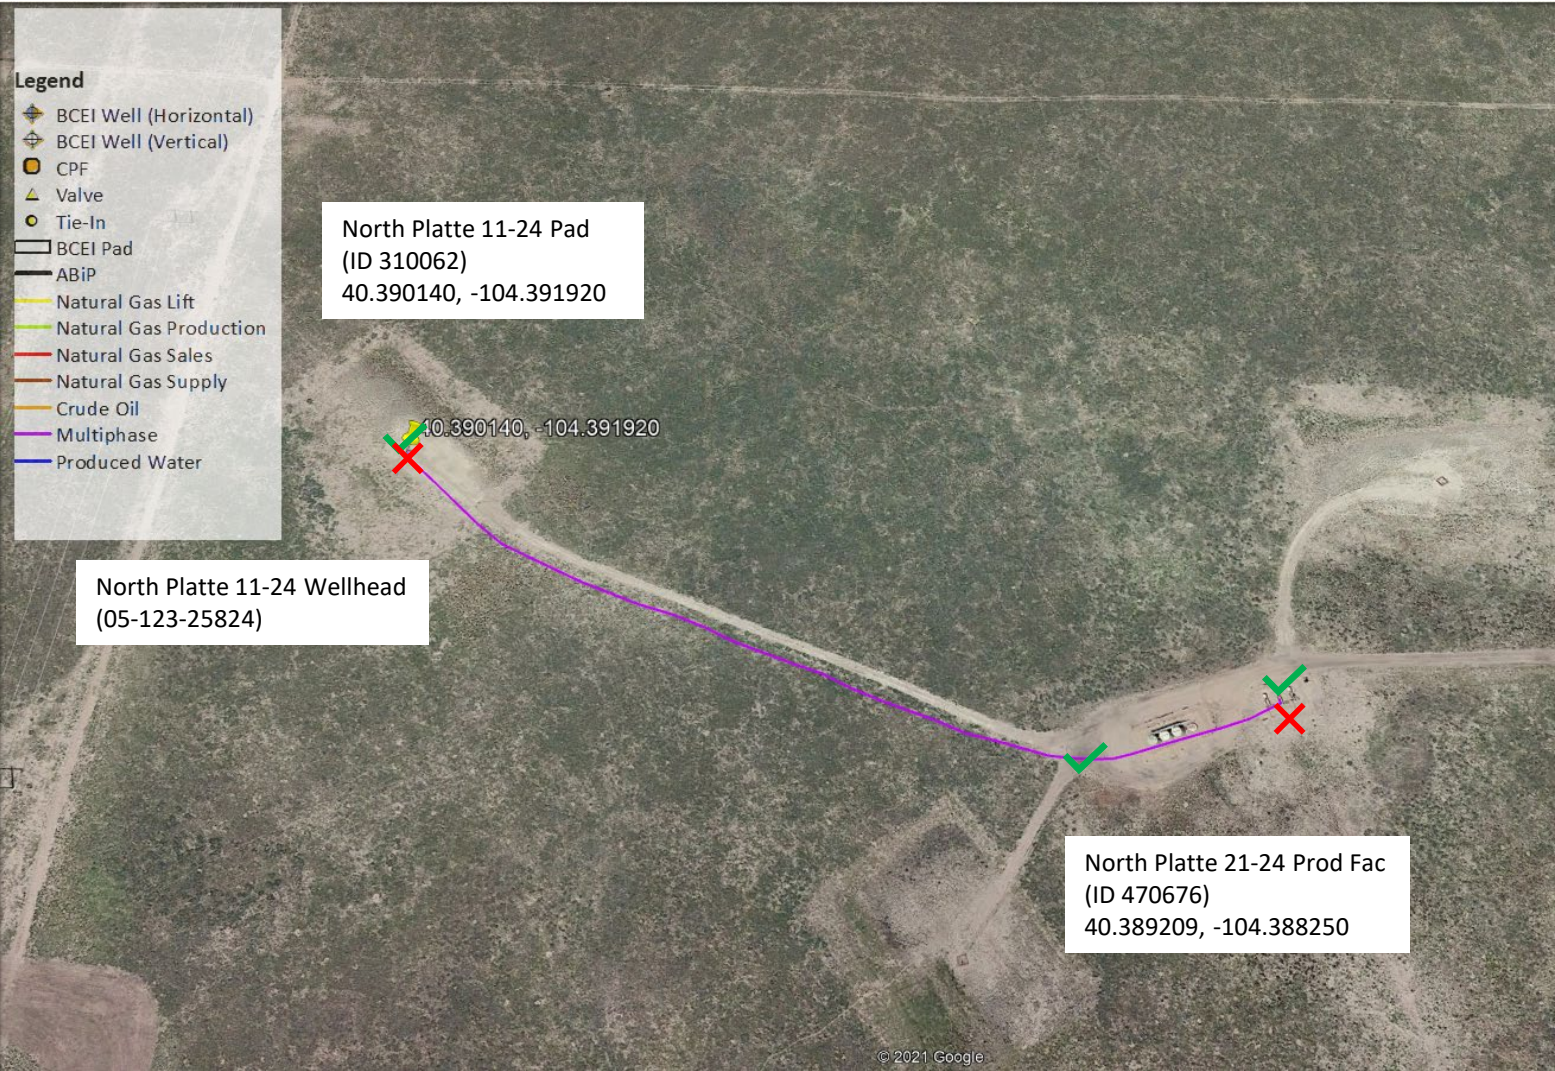 Legend
BCEI Well (Horizontal)
BCEI Well (Vertical)
CPF
Valve
Tie-In
BCEI Pad
ABiP
Natural Gas Lift
Natural Gas Production
Natural Gas Sales
Natural Gas Supply
Crude Oil
Multiphase
Produced Water
North Platte 11-24 Pad
(ID 310062)
40.390140, -104.391920
40.390140, -104.391920
North Platte 11-24 Wellhead
(05-123-25824)
North Platte 21-24 Prod Fac
(ID 470676)
40.389209, -104.388250
© 2021 Google